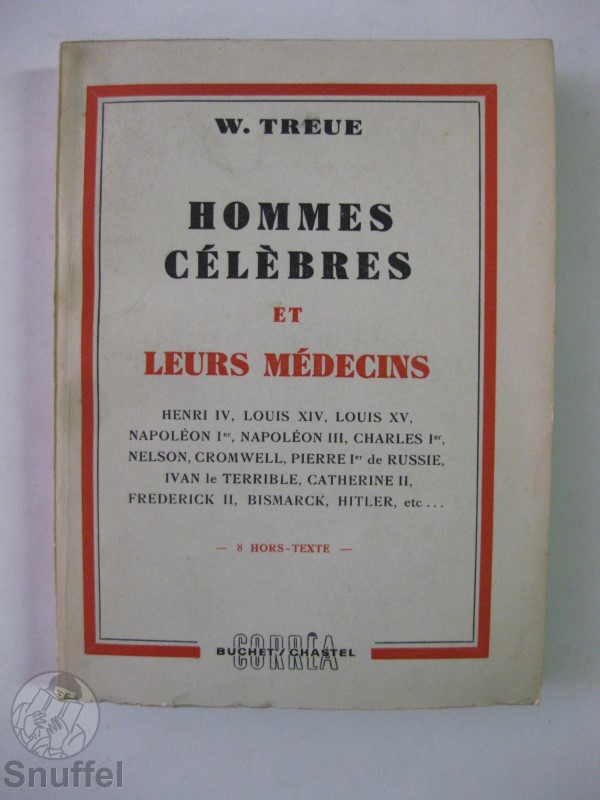 W. TREUE
HOMMES
CÉLÈBRES
ET
LEURS MÉDECINS
HENRI IV, LOUIS XIV, LOUIS XV,
NAPOLÉON Ier, NAPOLÉON III, CHARLES Ier,
NELSON, CROMWELL, PIERRE Ier de RUSSIE,
IVAN le TERRIBLE, CATHERINE II,
FREDERICK II, BISMARCK, HITLER, etc...
— 8 HORS-TEXTE —
CORRÊA
BUCHET/CHASTEL
Snuffel